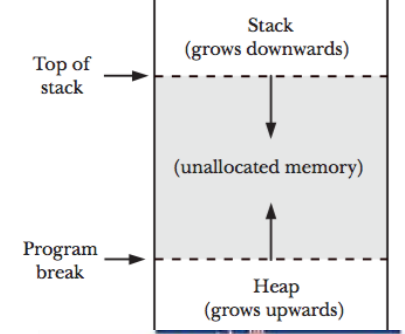 Stack
(grows downwards)
Top of
stack
(unallocated memory)
Program
break
Heap
(grows upwards)